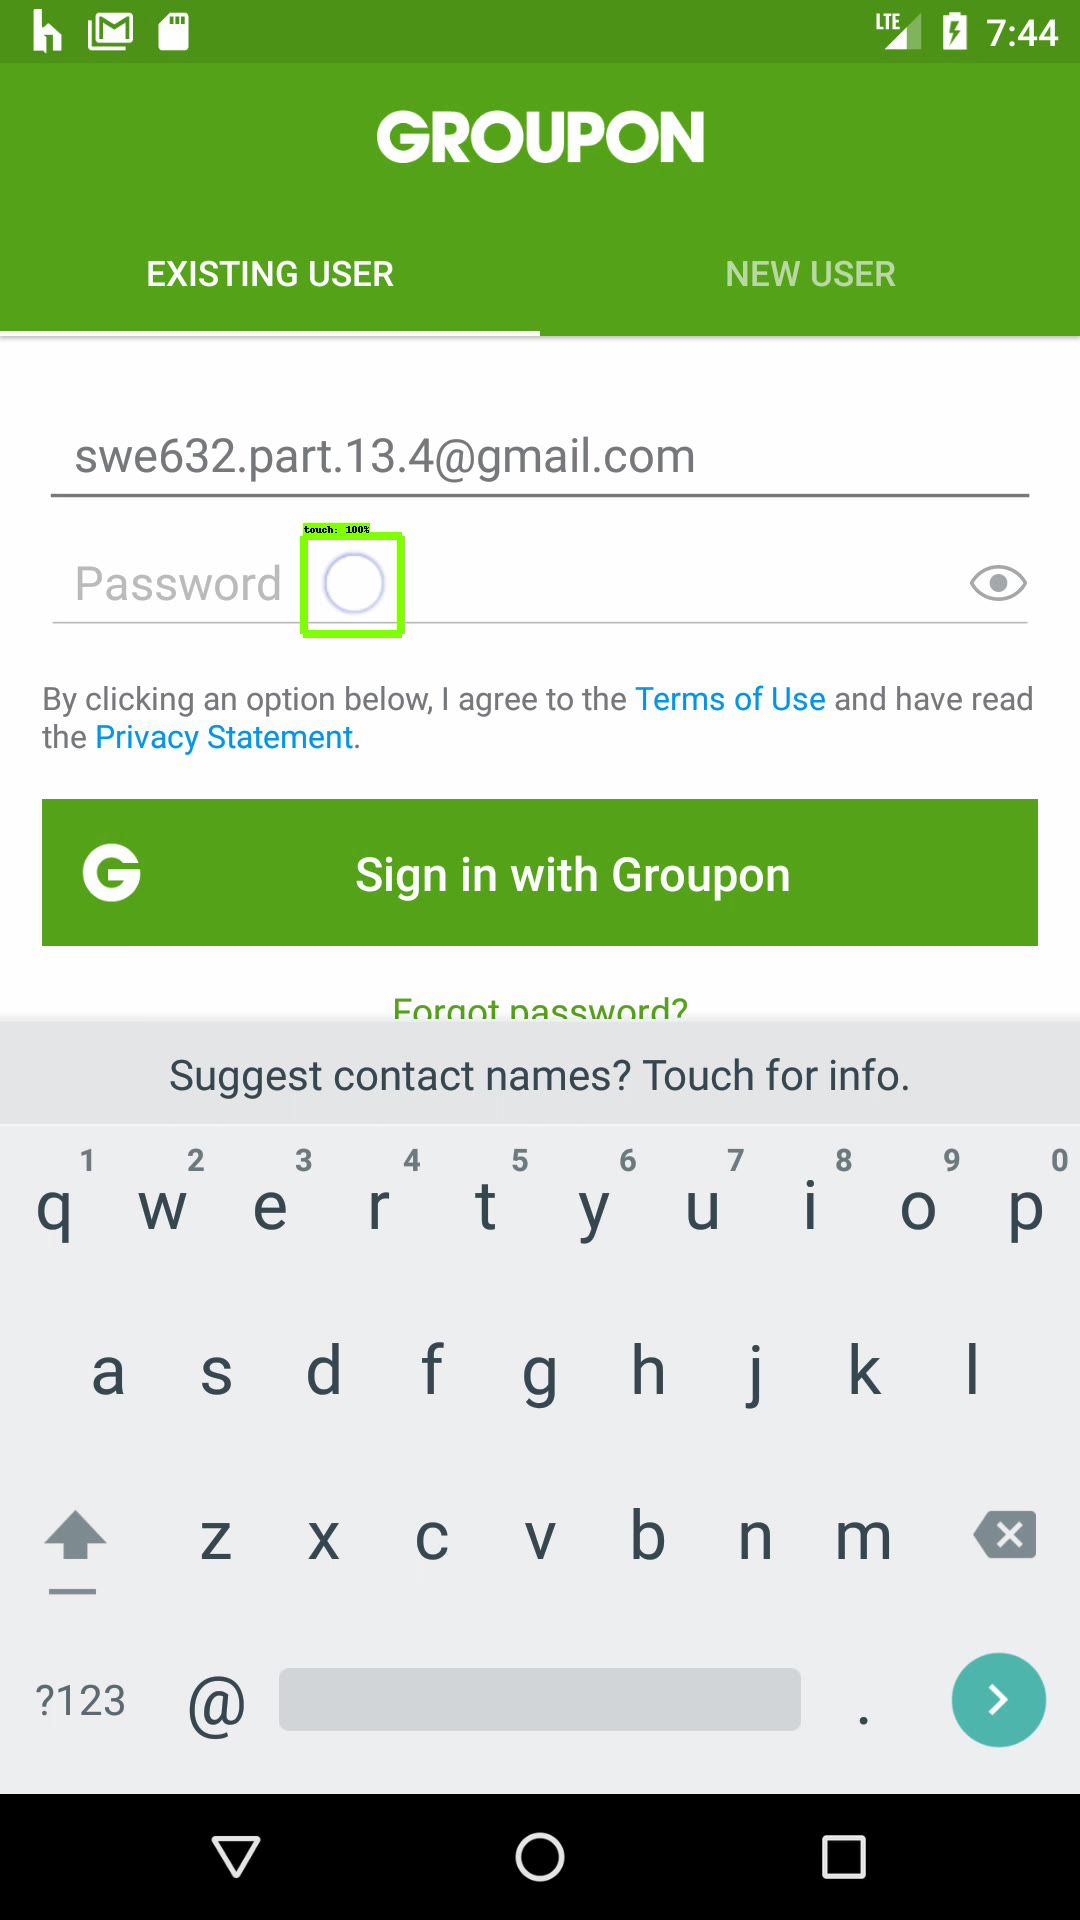 LTE 7:44
GROUPON
EXISTING USER NEW USER
swe632.part.13.4@gmail.com
touch: 100%
Password
By clicking an option below, I agree to the Terms of Use and have read
the Privacy Statement.
G Sign in with Groupon
Forgot password?
Suggest contact names? Touch for info.
1 2 3 4 5 6 7 8 9 0
q w e r t y u i o p
a s d f g h j k l
z x c v b n m
?123 @ .